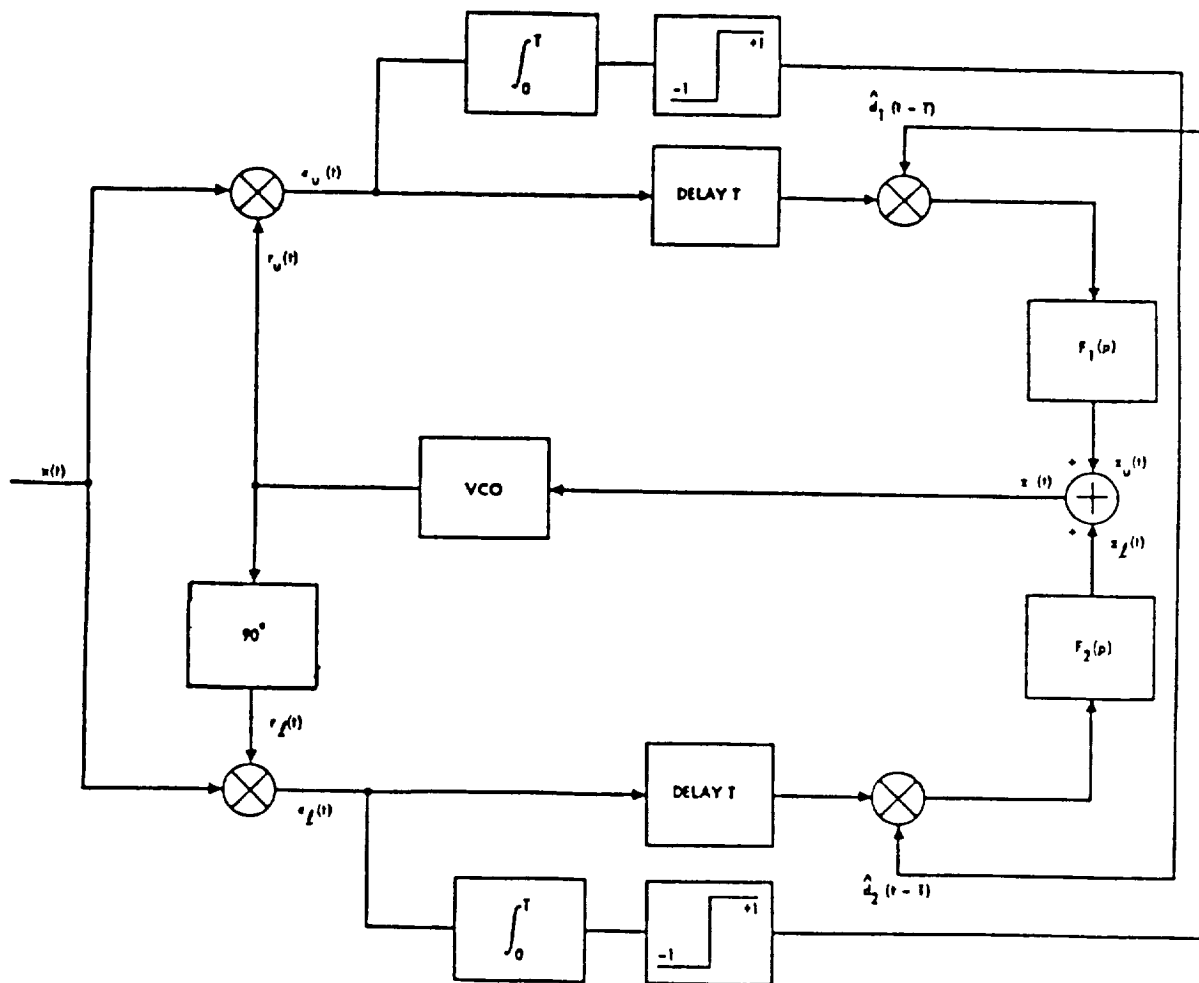 ∫₀ᵀ
+1
-1
d̂₁(t - T)
e_u(t)
DELAY T
r_u(t)
F₁(p)
x(t)
VCO
z(t)
+
z_u(t)
+
z_ℓ(t)
90°
F₂(p)
r_ℓ(t)
DELAY T
e_ℓ(t)
d̂₂(t - T)
∫₀ᵀ
+1
-1